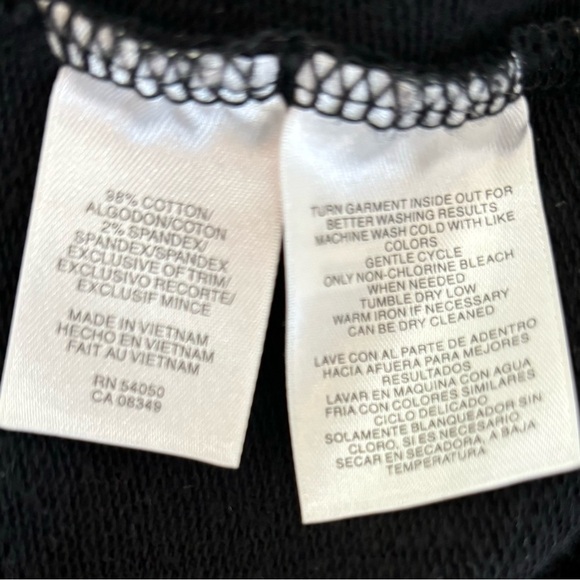 98% COTTON/
ALGODON/COTON
2% SPANDEX/
SPANDEX/SPANDEX
EXCLUSIVE OF TRIM/
EXCLUSIVO RECORTE/
EXCLUSIF MINCE
MADE IN VIETNAM
HECHO EN VIETNAM
FAIT AU VIETNAM
RN 54050
CA 08349
TURN GARMENT INSIDE OUT FOR
BETTER WASHING RESULTS
MACHINE WASH COLD WITH LIKE
COLORS
GENTLE CYCLE
ONLY NON-CHLORINE BLEACH
WHEN NEEDED
TUMBLE DRY LOW
WARM IRON IF NECESSARY
CAN BE DRY CLEANED
LAVE CON AL PARTE DE ADENTRO
HACIA AFUERA PARA MEJORES
RESULTADOS
LAVAR EN MAQUINA CON AGUA
FRIA CON COLORES SIMILARES
CICLO DELICADO
SOLAMENTE BLANQUEADOR SIN
CLORO, SI ES NECESARIO
SECAR EN SECADORA, A BAJA
TEMPERATURA